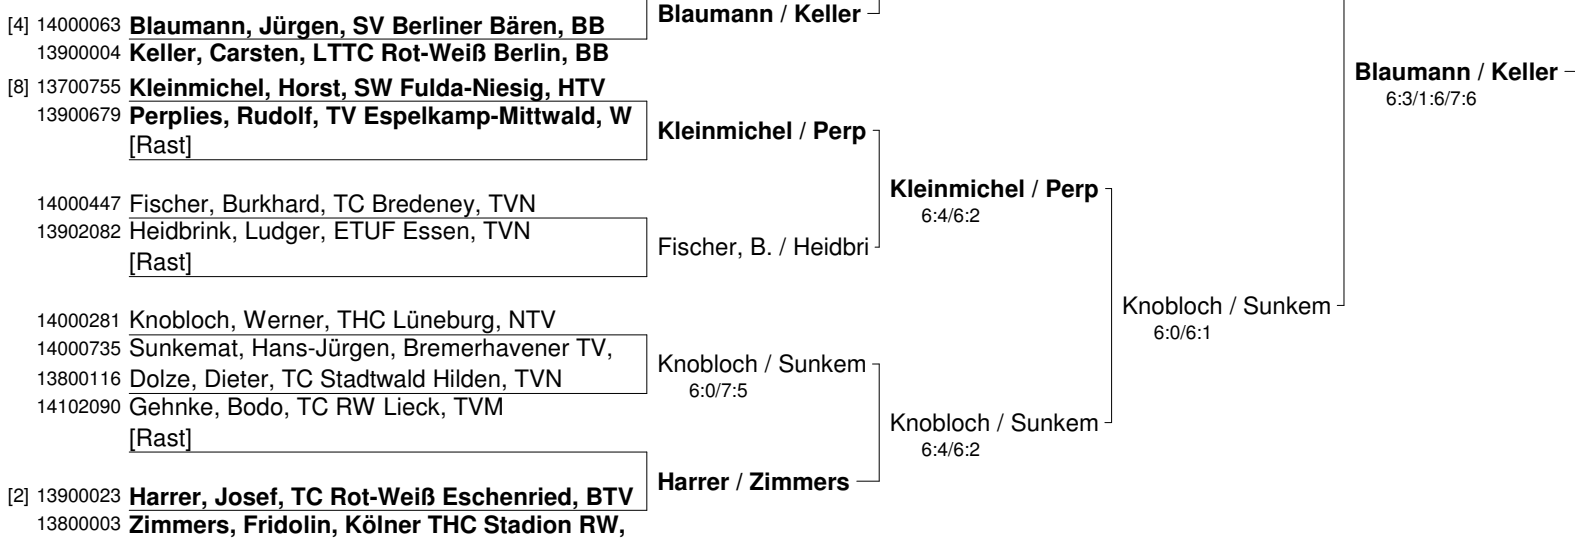 Blaumann / Keller
[4] 14000063 Blaumann, Jürgen, SV Berliner Bären, BB
13900004 Keller, Carsten, LTTC Rot-Weiß Berlin, BB
Blaumann / Keller
6:3/1:6/7:6
[8] 13700755 Kleinmichel, Horst, SW Fulda-Niesig, HTV
13900679 Perplies, Rudolf, TV Espelkamp-Mittwald, W
Kleinmichel / Perp
[Rast]
Kleinmichel / Perp
6:4/6:2
14000447 Fischer, Burkhard, TC Bredeney, TVN
13902082 Heidbrink, Ludger, ETUF Essen, TVN
Fischer, B. / Heidbri
[Rast]
Knobloch / Sunkem
6:0/6:1
14000281 Knobloch, Werner, THC Lüneburg, NTV
14000735 Sunkemat, Hans-Jürgen, Bremerhavener TV,
Knobloch / Sunkem
6:0/7:5
13800116 Dolze, Dieter, TC Stadtwald Hilden, TVN
14102090 Gehnke, Bodo, TC RW Lieck, TVM
Knobloch / Sunkem
6:4/6:2
[Rast]
Harrer / Zimmers
[2] 13900023 Harrer, Josef, TC Rot-Weiß Eschenried, BTV
13800003 Zimmers, Fridolin, Kölner THC Stadion RW,